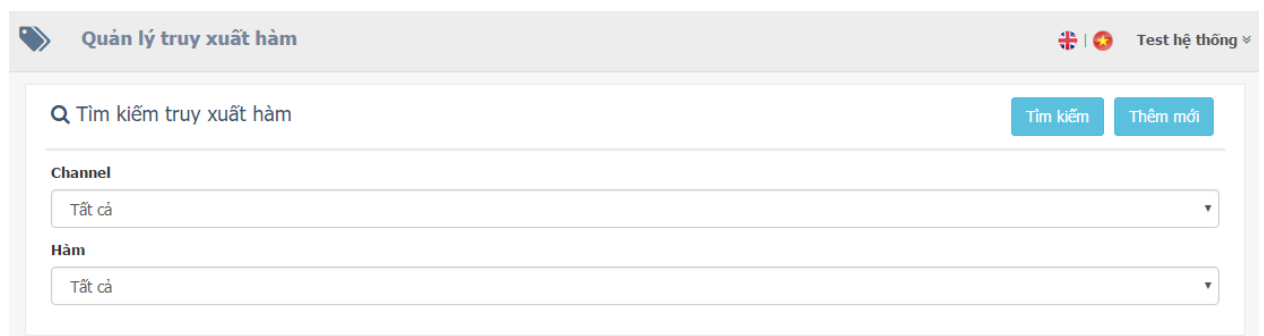 Quản lý truy xuất hàm
| Test hệ thống
Tìm kiếm truy xuất hàm
Tìm kiếm Thêm mới
Channel
Tất cả
Hàm
Tất cả